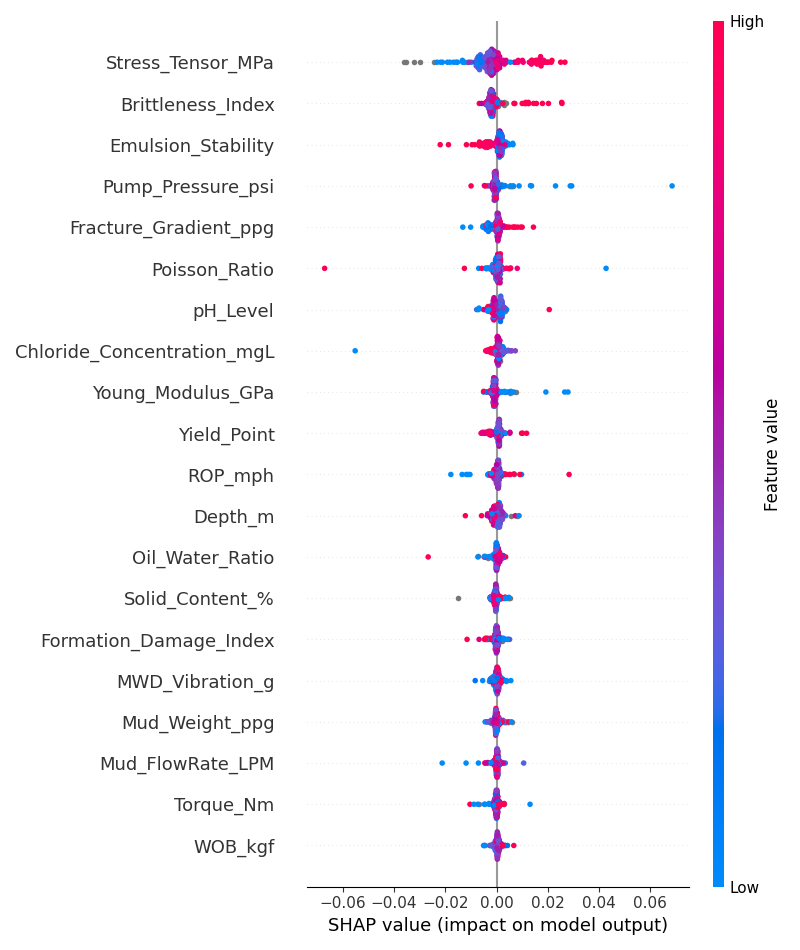 High
Stress_Tensor_MPa
Brittleness_Index
Emulsion_Stability
Pump_Pressure_psi
Fracture_Gradient_ppg
Poisson_Ratio
pH_Level
Chloride_Concentration_mgL
Young_Modulus_GPa
Yield_Point
ROP_mph
Depth_m
Oil_Water_Ratio
Solid_Content_%
Formation_Damage_Index
MWD_Vibration_g
Mud_Weight_ppg
Mud_FlowRate_LPM
Torque_Nm
WOB_kgf
Feature value
Low
−0.06 −0.04 −0.02 0.00 0.02 0.04 0.06
SHAP value (impact on model output)